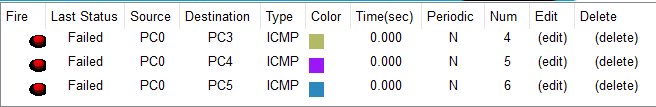 Fire Last Status Source Destination Type Color Time(sec) Periodic Num Edit Delete
Failed PC0 PC3 ICMP 0.000 N 4 (edit) (delete)
Failed PC0 PC4 ICMP 0.000 N 5 (edit) (delete)
Failed PC0 PC5 ICMP 0.000 N 6 (edit) (delete)